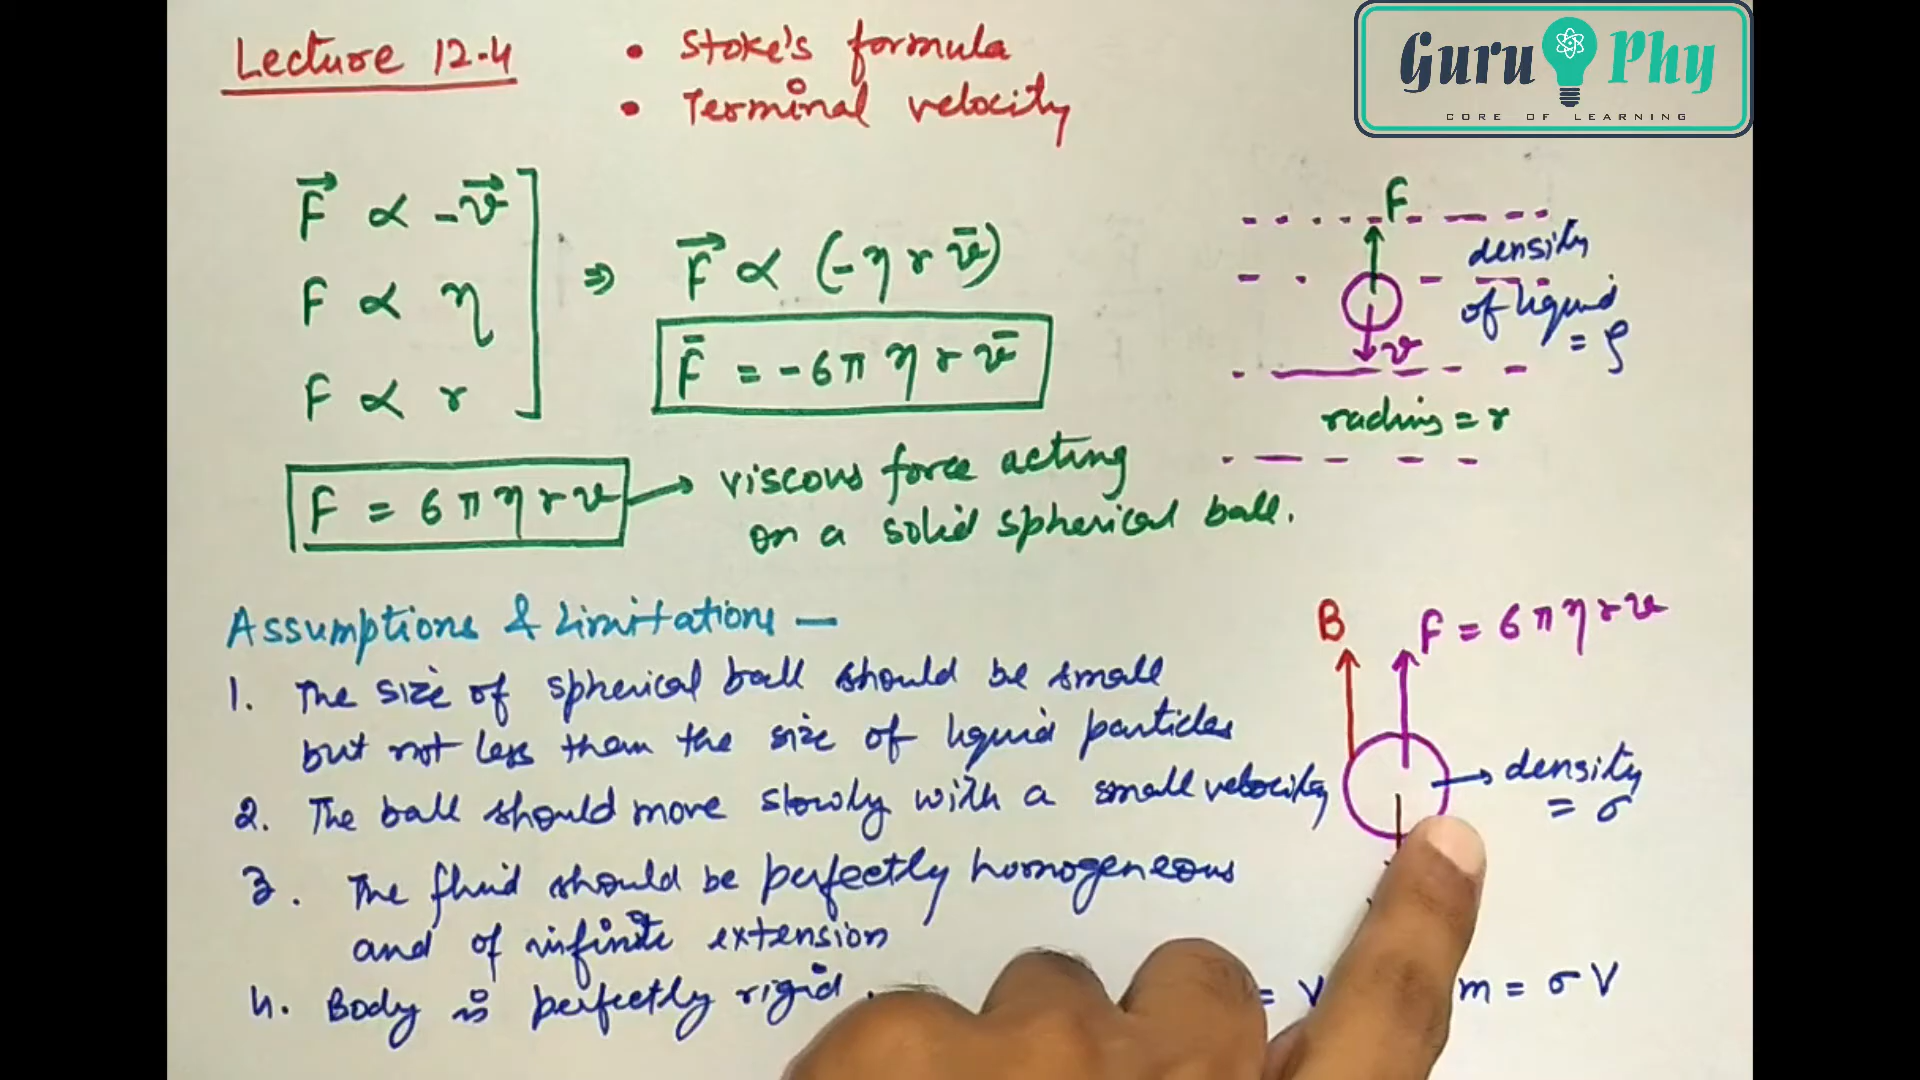 Lecture 12.4
• Stoke's formula
• Terminal velocity
Guru Phy
CORE OF LEARNING
F⃗ ∝ -v⃗
F ∝ η
F ∝ r
⇒ F⃗ ∝ (-η r v̄)
F̄ = -6π η r v̄
F
density
of liquid
= ρ
v
radius = r
F = 6 π η r v → viscous force acting
on a solid spherical ball.
Assumptions & Limitations —
1. The size of spherical ball should be small
but not less than the size of liquid particles
2. The ball should move slowly with a small velocity
3. The fluid should be perfectly homogeneous
and of infinite extension
4. Body is perfectly rigid.
B
F = 6 π η r v
density
= σ
= V
m = σ V